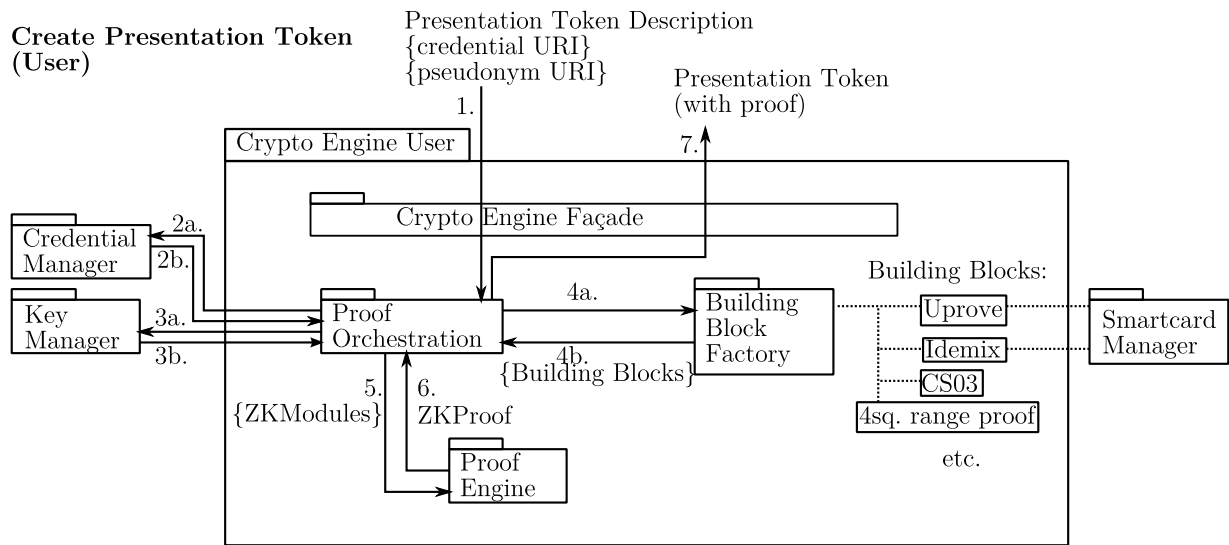 Create Presentation Token
(User)
Presentation Token Description
{credential URI}
{pseudonym URI}
1.
Presentation Token
(with proof)
7.
Crypto Engine User
Crypto Engine Façade
Credential
Manager
2a.
2b.
Key
Manager
3a.
3b.
Proof
Orchestration
4a.
4b.
{Building Blocks}
Building
Block
Factory
Building Blocks:
Uprove
Idemix
CS03
4sq. range proof
etc.
Smartcard
Manager
5.
{ZKModules}
6.
ZKProof
Proof
Engine